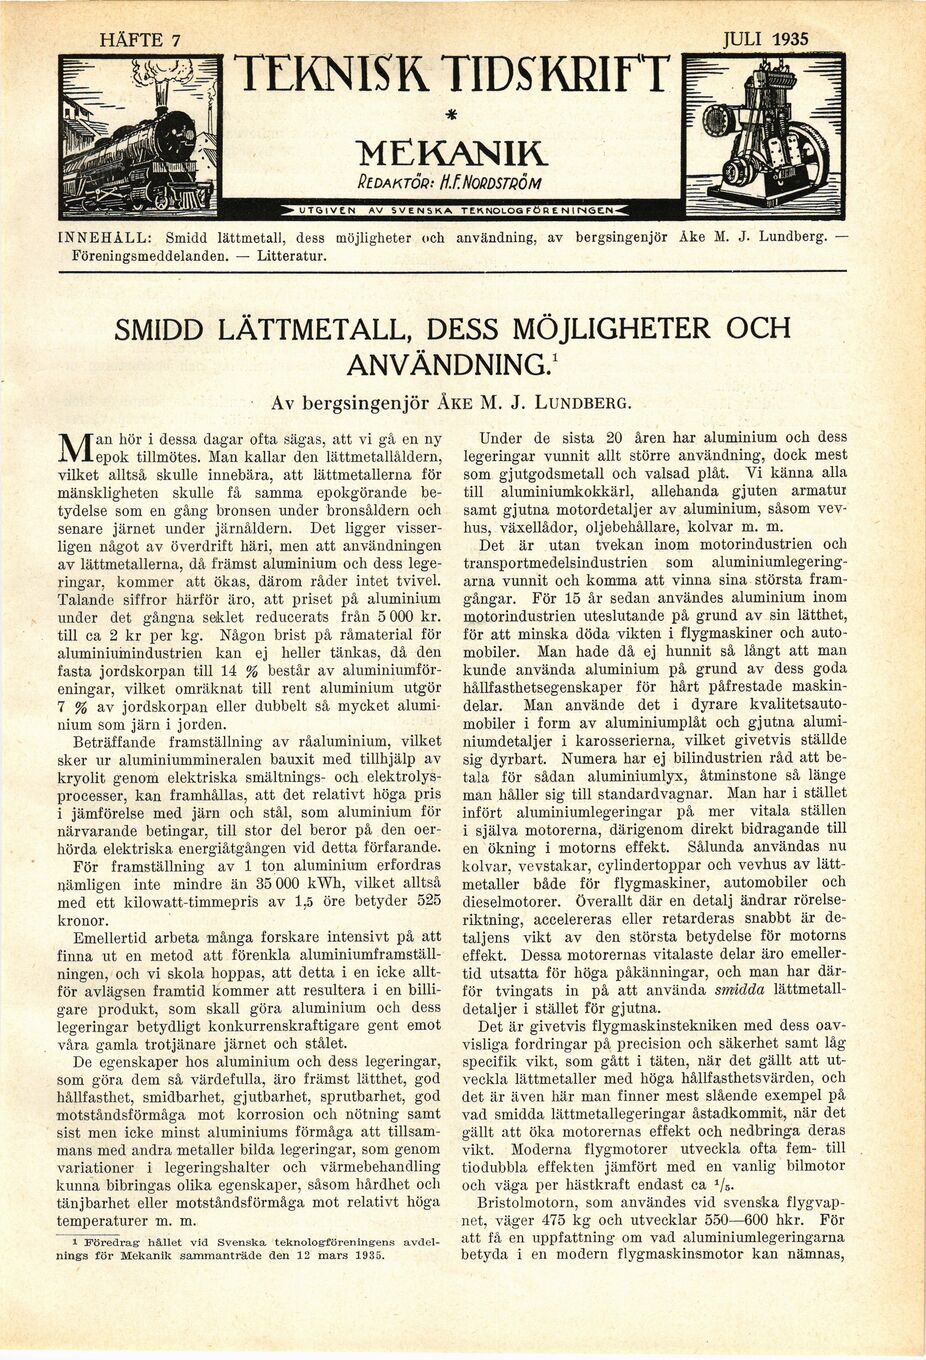 HÄFTE 7
JULI 1935
TEKNISK TIDSKRIFT
*
MEKANIK
REDAKTÖR: H.F. NORDSTRÖM
UTGIVEN AV SVENSKA TEKNOLOGFÖRENINGEN
INNEHÅLL: Smidd lättmetall, dess möjligheter och användning, av bergsingenjör Åke M. J. Lundberg. —
Föreningsmeddelanden. — Litteratur.
SMIDD LÄTTMETALL, DESS MÖJLIGHETER OCH
ANVÄNDNING.¹
Av bergsingenjör ÅKE M. J. LUNDBERG.
Man hör i dessa dagar ofta sägas, att vi gå en ny
epok tillmötes. Man kallar den lättmetallåldern,
vilket alltså skulle innebära, att lättmetallerna för
mänskligheten skulle få samma epokgörande be-
tydelse som en gång bronsen under bronsåldern och
senare järnet under järnåldern. Det ligger visser-
ligen något av överdrift häri, men att användningen
av lättmetallerna, då främst aluminium och dess lege-
ringar, kommer att ökas, därom råder intet tvivel.
Talande siffror härför äro, att priset på aluminium
under det gångna seklet reducerats från 5 000 kr.
till ca 2 kr per kg. Någon brist på råmaterial för
aluminiumindustrien kan ej heller tänkas, då den
fasta jordskorpan till 14 % består av aluminiumför-
eningar, vilket omräknat till rent aluminium utgör
7 % av jordskorpan eller dubbelt så mycket alumi-
nium som järn i jorden.
Beträffande framställning av råaluminium, vilket
sker ur aluminiummineralen bauxit med tillhjälp av
kryolit genom elektriska smältnings- och elektrolys-
processer, kan framhållas, att det relativt höga pris
i jämförelse med järn och stål, som aluminium för
närvarande betingar, till stor del beror på den oer-
hörda elektriska energiåtgången vid detta förfarande.
För framställning av 1 ton aluminium erfordras
nämligen inte mindre än 35 000 kWh, vilket alltså
med ett kilowatt-timmepris av 1,5 öre betyder 525
kronor.
Emellertid arbeta många forskare intensivt på att
finna ut en metod att förenkla aluminiumframställ-
ningen, och vi skola hoppas, att detta i en icke allt-
för avlägsen framtid kommer att resultera i en billi-
gare produkt, som skall göra aluminium och dess
legeringar betydligt konkurrenskraftigare gent emot
våra gamla trotjänare järnet och stålet.
De egenskaper hos aluminium och dess legeringar,
som göra dem så värdefulla, äro främst lätthet, god
hållfasthet, smidbarhet, gjutbarhet, sprutbarhet, god
motståndsförmåga mot korrosion och nötning samt
sist men icke minst aluminiums förmåga att tillsam-
mans med andra metaller bilda legeringar, som genom
variationer i legeringshalter och värmebehandling
kunna bibringas olika egenskaper, såsom hårdhet och
tänjbarhet eller motståndsförmåga mot relativt höga
temperaturer m. m.
¹ Föredrag hållet vid Svenska teknologföreningens avdel-
nings för Mekanik sammanträde den 12 mars 1935.
Under de sista 20 åren har aluminium och dess
legeringar vunnit allt större användning, dock mest
som gjutgodsmetall och valsad plåt. Vi känna alla
till aluminiumkokkärl, allehanda gjuten armatur
samt gjutna motordetaljer av aluminium, såsom vev-
hus, växellådor, oljebehållare, kolvar m. m.
Det är utan tvekan inom motorindustrien och
transportmedelsindustrien som aluminiumlegering-
arna vunnit och komma att vinna sina största fram-
gångar. För 15 år sedan användes aluminium inom
motorindustrien uteslutande på grund av sin lätthet,
för att minska döda vikten i flygmaskiner och auto-
mobiler. Man hade då ej hunnit så långt att man
kunde använda aluminium på grund av dess goda
hållfasthetsegenskaper för hårt påfrestade maskin-
delar. Man använde det i dyrare kvalitetsauto-
mobiler i form av aluminiumplåt och gjutna alumi-
niumdetaljer i karosserierna, vilket givetvis ställde
sig dyrbart. Numera har ej bilindustrien råd att be-
tala för sådan aluminiumlyx, åtminstone så länge
man håller sig till standardvagnar. Man har i stället
infört aluminiumlegeringar på mer vitala ställen
i själva motorerna, därigenom direkt bidragande till
en ökning i motorns effekt. Sålunda användas nu
kolvar, vevstakar, cylindertoppar och vevhus av lätt-
metaller både för flygmaskiner, automobiler och
dieselmotorer. Överallt där en detalj ändrar rörelse-
riktning, accelereras eller retarderas snabbt är de-
taljens vikt av den största betydelse för motorns
effekt. Dessa motorernas vitalaste delar äro emeller-
tid utsatta för höga påkänningar, och man har där-
för tvingats in på att använda smidda lättmetall-
detaljer i stället för gjutna.
Det är givetvis flygmaskinstekniken med dess oav-
visliga fordringar på precision och säkerhet samt låg
specifik vikt, som gått i täten, när det gällt att ut-
veckla lättmetaller med höga hållfasthetsvärden, och
det är även här man finner mest slående exempel på
vad smidda lättmetallegeringar åstadkommit, när det
gällt att öka motorernas effekt och nedbringa deras
vikt. Moderna flygmotorer utveckla ofta fem- till
tiodubbla effekten jämfört med en vanlig bilmotor
och väga per hästkraft endast ca ¹/₅.
Bristolmotorn, som användes vid svenska flygvap-
net, väger 475 kg och utvecklar 550—600 hkr. För
att få en uppfattning om vad aluminiumlegeringarna
betyda i en modern flygmaskinsmotor kan nämnas,